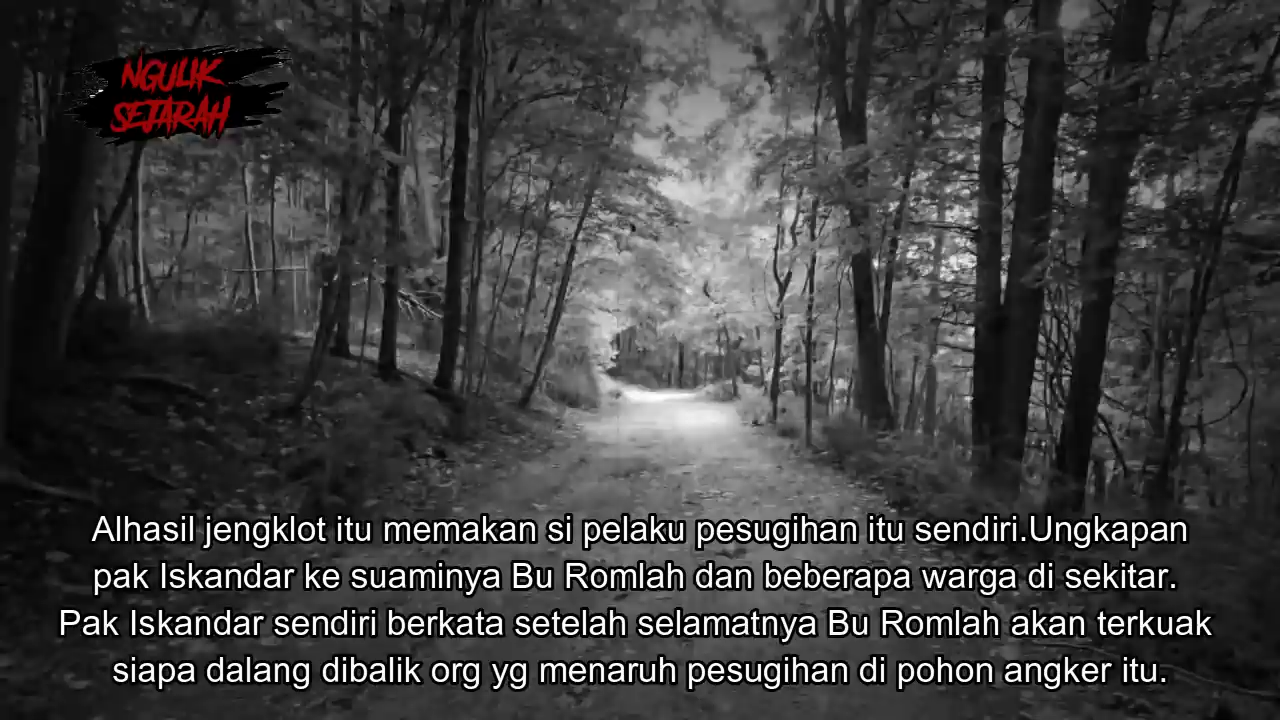 NGULIK
SEJARAH
Alhasil jengklot itu memakan si pelaku pesugihan itu sendiri.Ungkapan
pak Iskandar ke suaminya Bu Romlah dan beberapa warga di sekitar.
Pak Iskandar sendiri berkata setelah selamatnya Bu Romlah akan terkuak
siapa dalang dibalik org yg menaruh pesugihan di pohon angker itu.